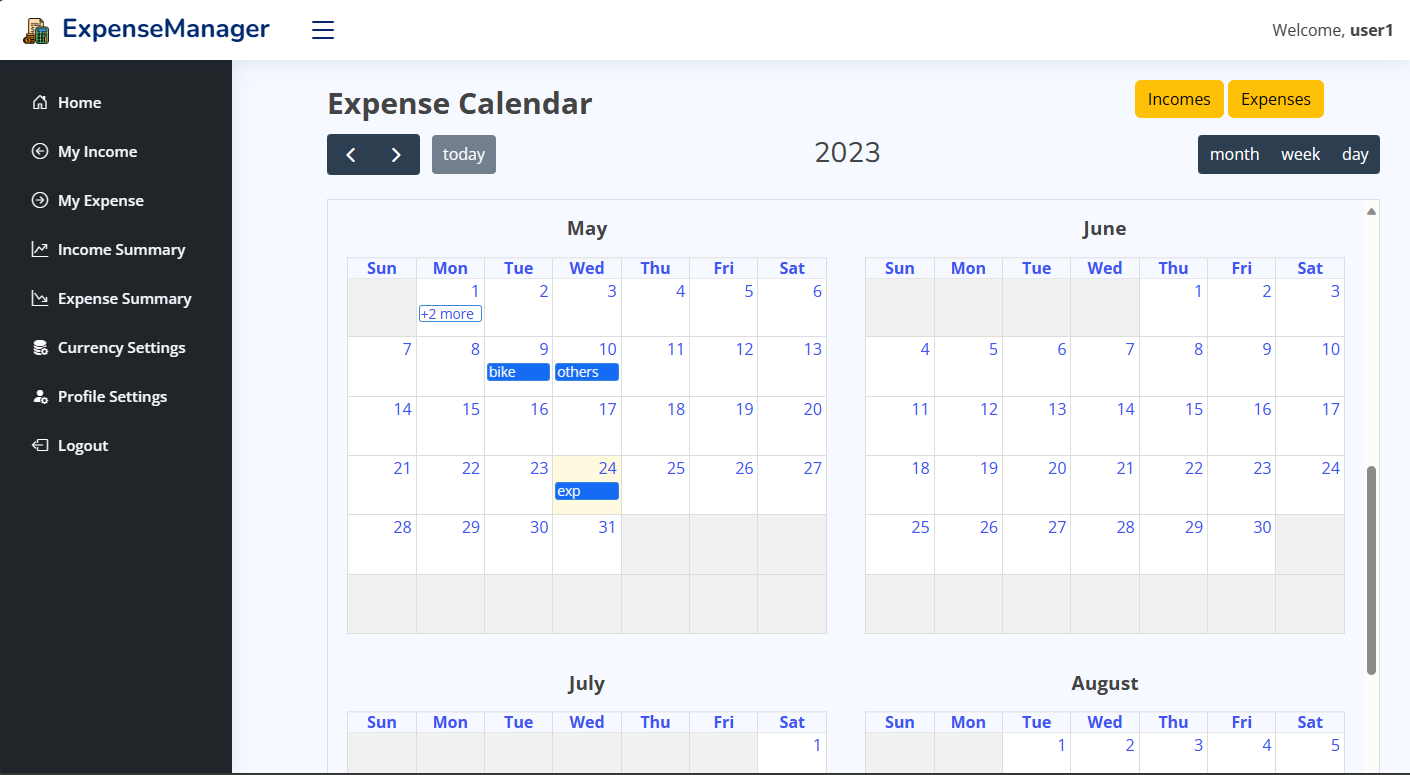 ExpenseManager
Welcome, user1
Home
My Income
My Expense
Income Summary
Expense Summary
Currency Settings
Profile Settings
Logout
Expense Calendar
Incomes Expenses
today
2023
month week day
May
Sun Mon Tue Wed Thu Fri Sat
1 2 3 4 5 6
+2 more
7 8 9 10 11 12 13
bike others
14 15 16 17 18 19 20
21 22 23 24 25 26 27
exp
28 29 30 31
June
Sun Mon Tue Wed Thu Fri Sat
1 2 3
4 5 6 7 8 9 10
11 12 13 14 15 16 17
18 19 20 21 22 23 24
25 26 27 28 29 30
July
Sun Mon Tue Wed Thu Fri Sat
1
August
Sun Mon Tue Wed Thu Fri Sat
1 2 3 4 5